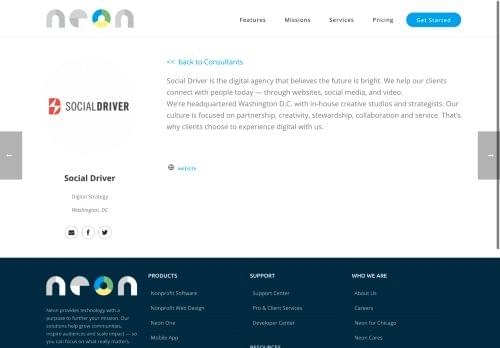 neon
Features Missions Services Pricing Get Started
<< back to Consultants
Social Driver is the digital agency that believes the future is bright. We help our clients
connect with people today — through websites, social media, and video.
We're headquartered Washington D.C. with in-house creative studios and strategists. Our
culture is focused on partnership, creativity, stewardship, collaboration and service. That's
why clients choose to experience digital with us.
SOCIALDRIVER
website
Social Driver
Digital Strategy
Washington, DC
neon
Neon provides technology with a
purpose to further your mission. Our
solutions help grow communities,
inspire audiences and scale impact — so
you can focus on what really matters.
PRODUCTS
Nonprofit Software
Nonprofit Web Design
Neon One
Mobile App
SUPPORT
Support Center
Pro & Client Services
Developer Center
RESOURCES
WHO WE ARE
About Us
Careers
Neon for Chicago
Neon Cares